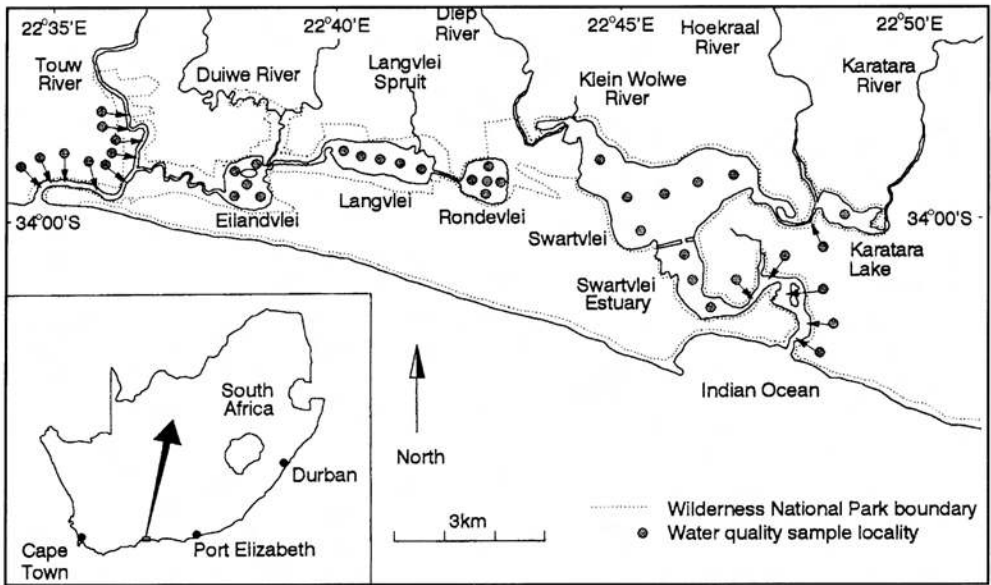 22°35'E
22°40'E
Diep
River
22°45'E
Hoekraal
River
22°50'E
Touw
River
Duiwe River
Langvlei
Spruit
Klein Wolwe
River
Karatara
River
34°00'S
Eilandvlei
Langvlei
Rondevlei
Swartvlei
34°00'S
Karatara
Lake
Swartvlei
Estuary
Indian Ocean
South
Africa
Durban
Port Elizabeth
Cape
Town
North
3km
Wilderness National Park boundary
Water quality sample locality